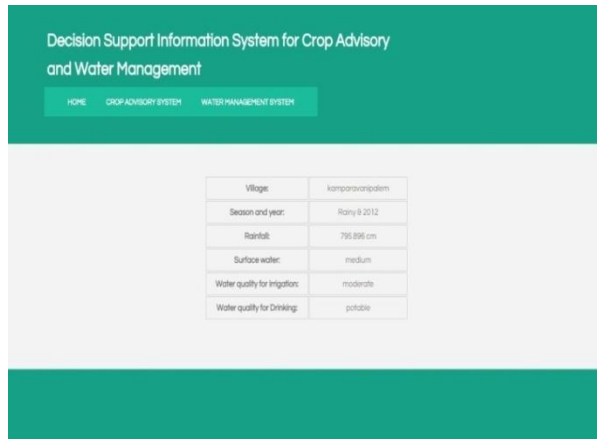 Decision Support Information System for Crop Advisory
and Water Management
HOME CROP ADVISORY SYSTEM WATER MANAGEMENT SYSTEM
Village: komparavanipalem
Season and year: Rainy & 2012
Rainfall: 795.896 cm
Surface water: medium
Water quality for Irrigation: moderate
Water quality for Drinking: potable